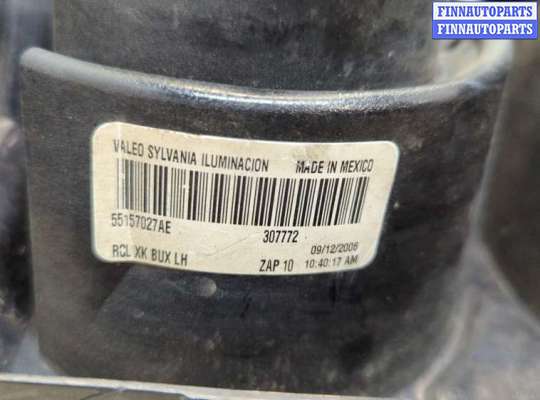 FINNAUTOPARTS
FINNAUTOPARTS
VALEO SYLVANIA ILUMINACION MADE IN MEXICO
55157027AE 307772
09/12/2006
RCL XK BUX LH ZAP 10 10:40:17 AM